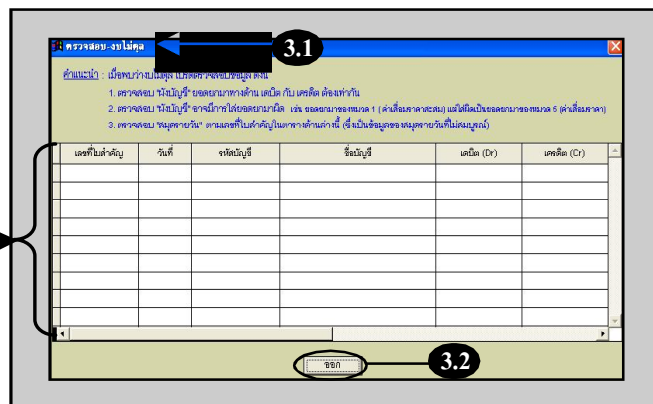 ตรวจสอบ-งบไม่ดุล
3.1
คำแนะนำ : เมื่อพบว่างบไม่ดุล โปรดตรวจสอบข้อมูล ดังนี้
1. ตรวจสอบ "ผังบัญชี" ยอดยกมาทางด้าน เดบิต กับ เครดิต ต้องเท่ากัน
2. ตรวจสอบ "ผังบัญชี" อาจมีการใส่ยอดยกมาผิด เช่น ยอดยกมาของหมวด 1 ( ค่าเสื่อมราคาสะสม) แต่ใส่ผิดเป็นยอดยกมาของหมวด 5 (ค่าเสื่อมราคา)
3. ตรวจสอบ "สมุดรายวัน" ตามเลขที่ใบสำคัญในตารางด้านล่างนี้ (ซึ่งเป็นข้อมูลของสมุดรายวันที่ไม่สมบูรณ์)
เลขที่ใบสำคัญ วันที่ รหัสบัญชี ชื่อบัญชี เดบิต (Dr) เครดิต (Cr)
ออก 3.2